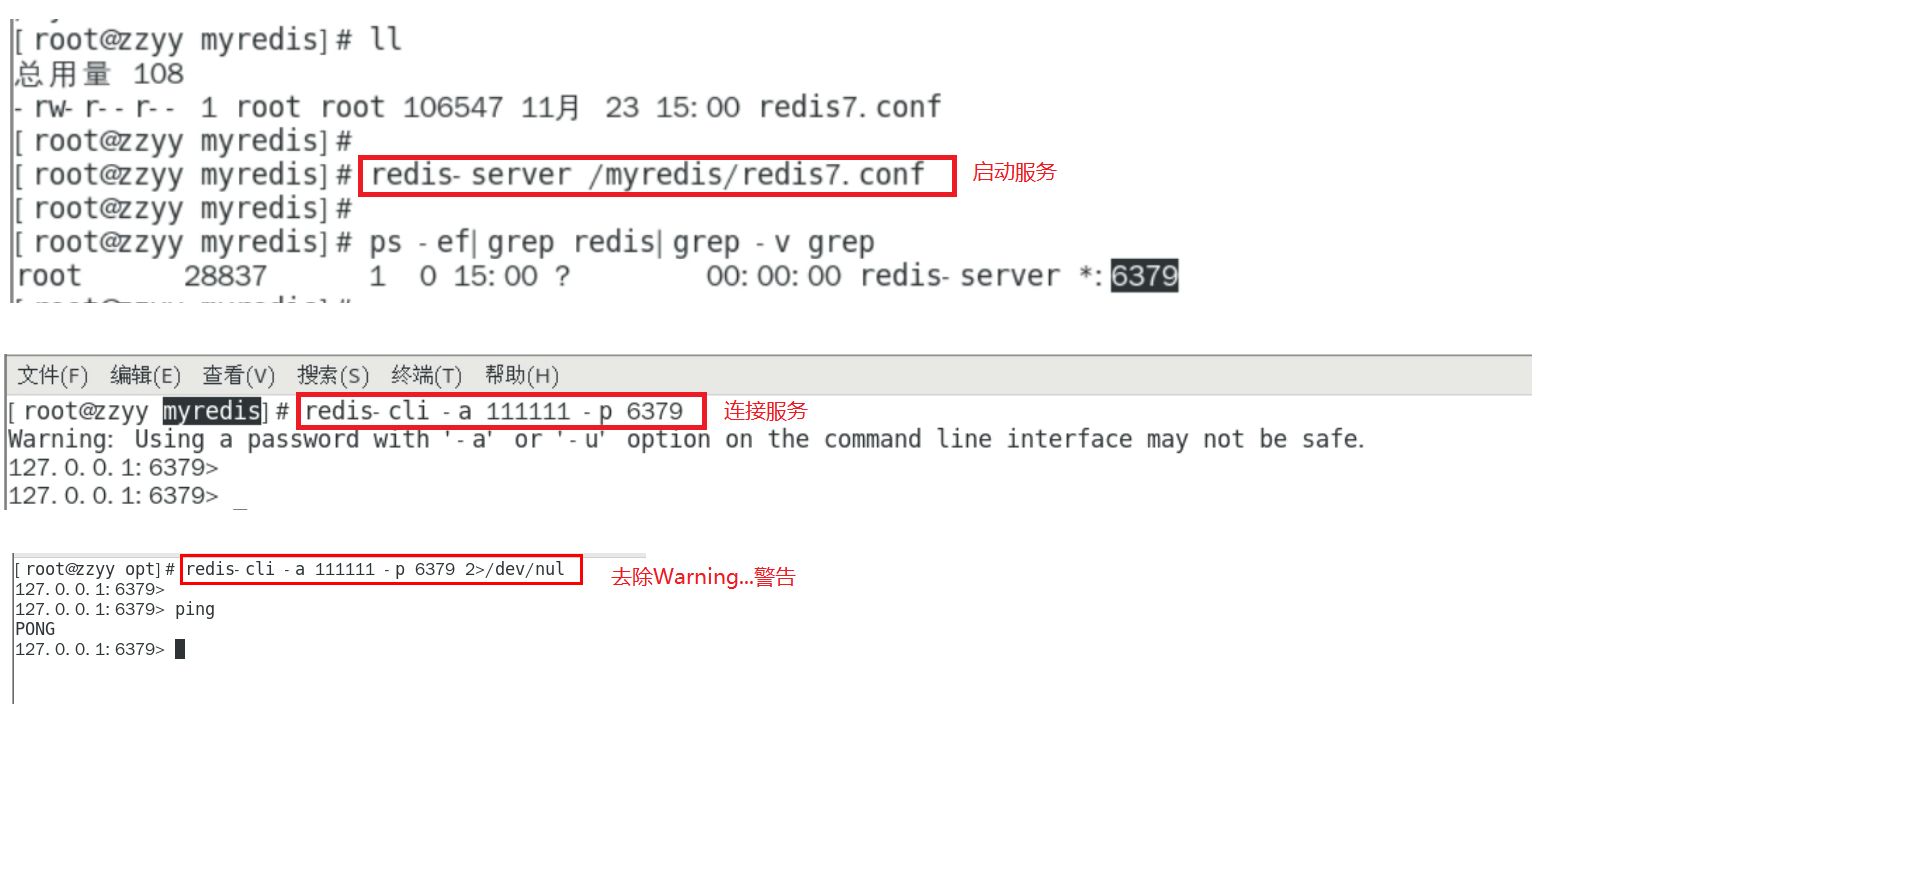 [root@zzyy myredis]# ll
总用量 108
-rw-r--r-- 1 root root 106547 11月 23 15:00 redis7.conf
[root@zzyy myredis]#
[root@zzyy myredis]# redis-server /myredis/redis7.conf 启动服务
[root@zzyy myredis]#
[root@zzyy myredis]# ps -ef|grep redis|grep -v grep
root 28837 1 0 15:00 ? 00:00:00 redis-server *:6379
文件(F) 编辑(E) 查看(V) 搜索(S) 终端(T) 帮助(H)
[root@zzyy myredis]# redis-cli -a 111111 -p 6379 连接服务
Warning: Using a password with '-a' or '-u' option on the command line interface may not be safe.
127.0.0.1:6379>
127.0.0.1:6379> _
[root@zzyy opt]# redis-cli -a 111111 -p 6379 2>/dev/nul 去除Warning...警告
127.0.0.1:6379>
127.0.0.1:6379> ping
PONG
127.0.0.1:6379>